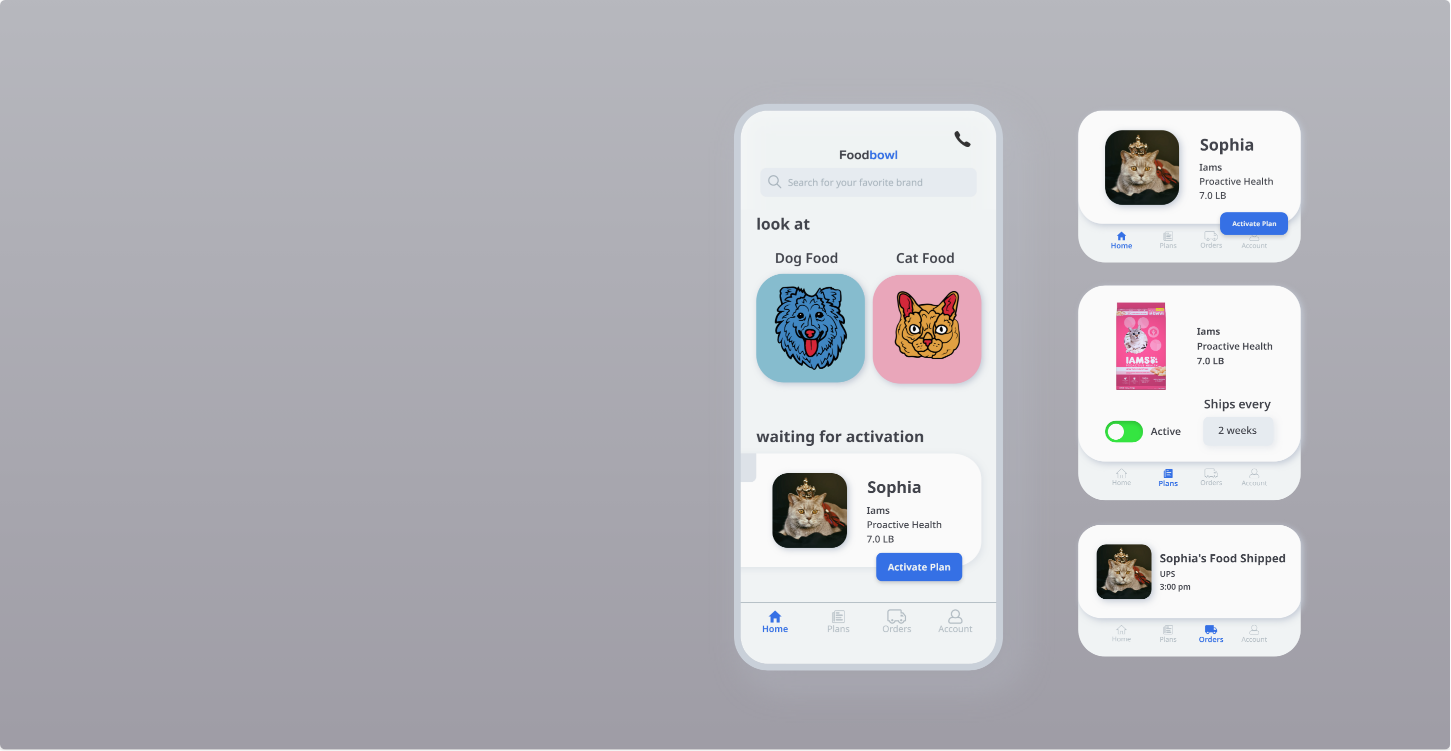 Foodbowl
Search for your favorite brand
look at
Dog Food
Cat Food
waiting for activation
Sophia
Iams
Proactive Health
7.0 LB
Activate Plan
Home
Plans
Orders
Account
Sophia
Iams
Proactive Health
7.0 LB
Activate Plan
Home
Plans
Orders
Account
IAMS
Iams
Proactive Health
7.0 LB
Ships every
Active
2 weeks
Home
Plans
Orders
Account
Sophia's Food Shipped
UPS
3:00 pm
Home
Plans
Orders
Account